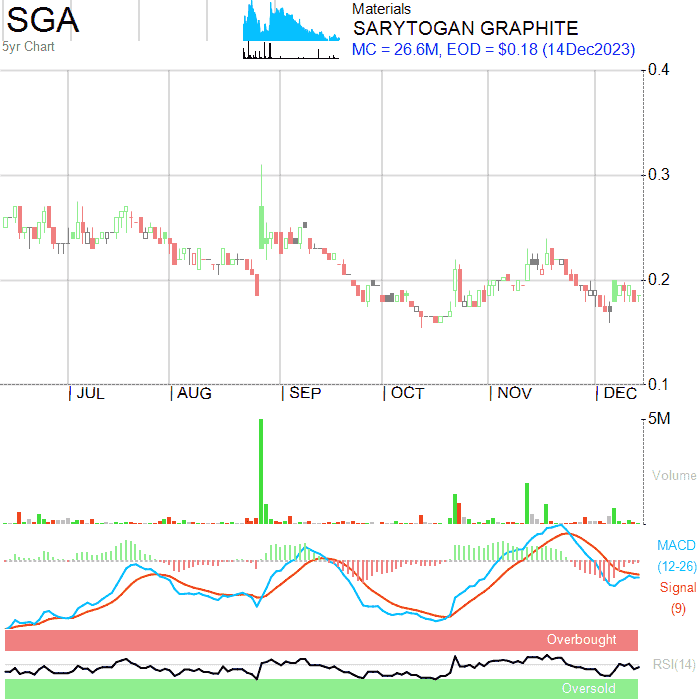 SGA
5yr Chart
Materials
SARYTOGAN GRAPHITE
MC = 26.6M, EOD = $0.18 (14Dec2023)
0.4
0.3
0.2
0.1
JUL AUG SEP OCT NOV DEC
5M
Volume
MACD
(12-26)
Signal
(9)
Overbought
RSI(14)
Oversold